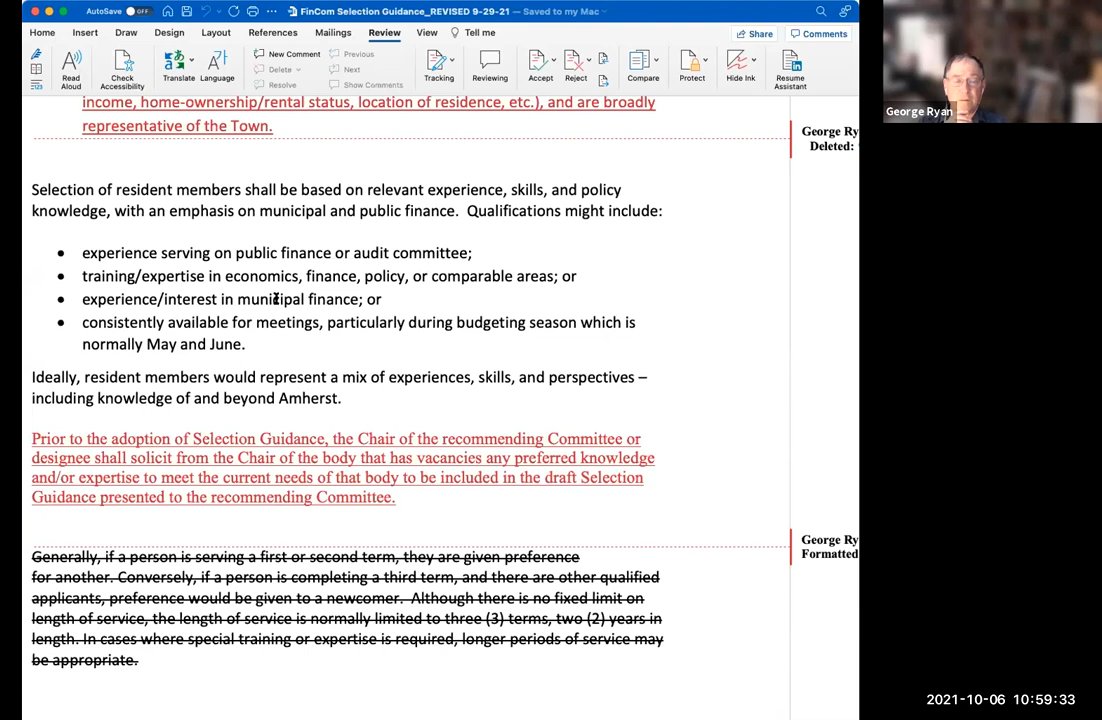 AutoSave OFF FinCom Selection Guidance_REVISED 9-29-21 — Saved to my Mac
Home Insert Draw Design Layout References Mailings Review View Tell me Share Comments
Read Aloud Check Accessibility Translate Language New Comment Delete Resolve Previous Next Show Comments Tracking Reviewing Accept Reject Compare Protect Hide Ink Resume Assistant
George Ryan
income, home-ownership/rental status, location of residence, etc.), and are broadly
representative of the Town.
George Ry
Deleted:
Selection of resident members shall be based on relevant experience, skills, and policy
knowledge, with an emphasis on municipal and public finance. Qualifications might include:
• experience serving on public finance or audit committee;
• training/expertise in economics, finance, policy, or comparable areas; or
• experience/interest in municipal finance; or
• consistently available for meetings, particularly during budgeting season which is
normally May and June.
Ideally, resident members would represent a mix of experiences, skills, and perspectives –
including knowledge of and beyond Amherst.
Prior to the adoption of Selection Guidance, the Chair of the recommending Committee or
designee shall solicit from the Chair of the body that has vacancies any preferred knowledge
and/or expertise to meet the current needs of that body to be included in the draft Selection
Guidance presented to the recommending Committee.
George Ry
Formatted
Generally, if a person is serving a first or second term, they are given preference
for another. Conversely, if a person is completing a third term, and there are other qualified
applicants, preference would be given to a newcomer. Although there is no fixed limit on
length of service, the length of service is normally limited to three (3) terms, two (2) years in
length. In cases where special training or expertise is required, longer periods of service may
be appropriate.
2021-10-06 10:59:33